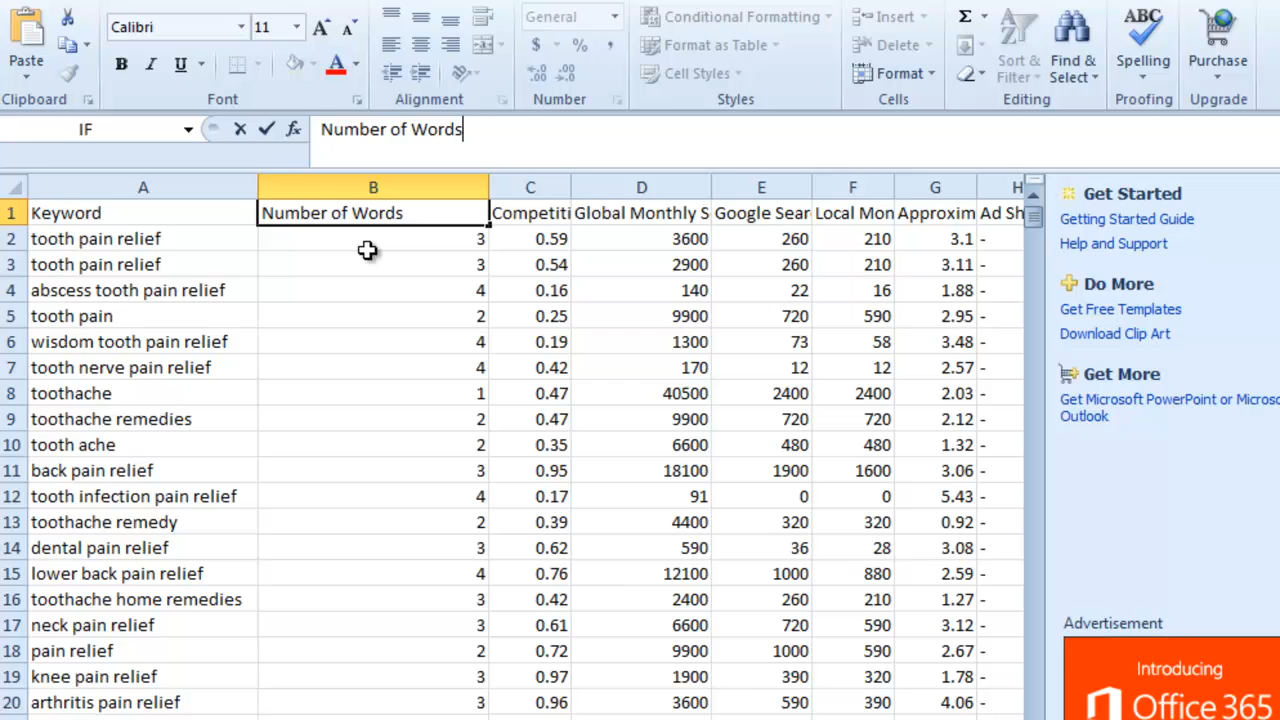 Calibri 11 A A General Conditional Formatting Insert Σ ABC
Paste $ % , Format as Table Delete Sort & Filter Find & Select Spelling Purchase
B I U A Cell Styles Format
Clipboard Font Alignment Number Styles Cells Editing Proofing Upgrade
IF fx Number of Words
A B C D E F G H
1 Keyword Number of Words Competiti Global Monthly S Google Sear Local Mon Approxim Ad Sh
2 tooth pain relief 3 0.59 3600 260 210 3.1 -
3 tooth pain relief 3 0.54 2900 260 210 3.11 -
4 abscess tooth pain relief 4 0.16 140 22 16 1.88 -
5 tooth pain 2 0.25 9900 720 590 2.95 -
6 wisdom tooth pain relief 4 0.19 1300 73 58 3.48 -
7 tooth nerve pain relief 4 0.42 170 12 12 2.57 -
8 toothache 1 0.47 40500 2400 2400 2.03 -
9 toothache remedies 2 0.47 9900 720 720 2.12 -
10 tooth ache 2 0.35 6600 480 480 1.32 -
11 back pain relief 3 0.95 18100 1900 1600 3.06 -
12 tooth infection pain relief 4 0.17 91 0 0 5.43 -
13 toothache remedy 2 0.39 4400 320 320 0.92 -
14 dental pain relief 3 0.62 590 36 28 3.08 -
15 lower back pain relief 4 0.76 12100 1000 880 2.59 -
16 toothache home remedies 3 0.42 2400 260 210 1.27 -
17 neck pain relief 3 0.61 6600 720 590 3.12 -
18 pain relief 2 0.72 9900 1000 590 2.67 -
19 knee pain relief 3 0.97 1900 390 320 1.78 -
20 arthritis pain relief 3 0.96 3600 590 390 4.06 -
Get Started
Getting Started Guide
Help and Support
Do More
Get Free Templates
Download Clip Art
Get More
Get Microsoft PowerPoint or Microso
Outlook
Advertisement
Introducing
Office 365